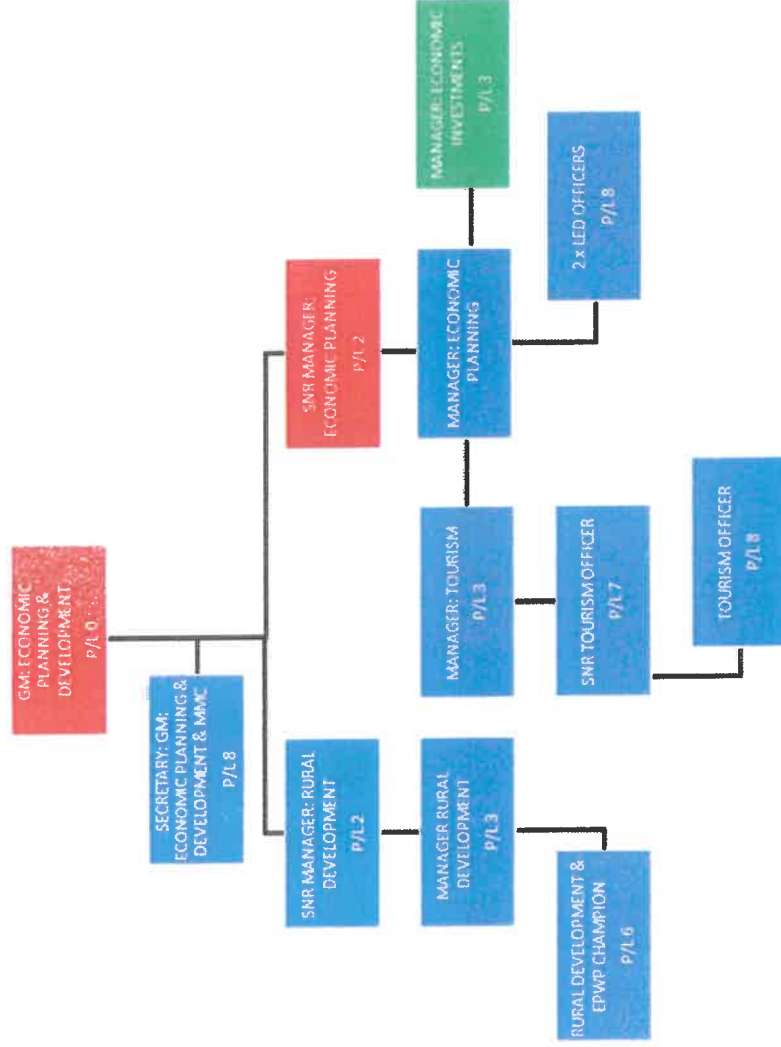 GM: ECONOMIC
PLANNING &
DEVELOPMENT
P/L 0
SECRETARY: GM:
ECONOMIC PLANNING &
DEVELOPMENT & MMC
P/L 8
SNR MANAGER: RURAL
DEVELOPMENT
P/L 2
SNR MANAGER:
ECONOMIC PLANNING
P/L 2
MANAGER RURAL
DEVELOPMENT
P/L 3
MANAGER: TOURISM
P/L 3
MANAGER: ECONOMIC
PLANNING
MANAGER: ECONOMIC
INVESTMENTS
P/L 3
RURAL DEVELOPMENT &
EPWP CHAMPION
P/L 6
SNR TOURISM OFFICER
P/L 7
2 x LED OFFICERS
P/L 8
TOURISM OFFICER
P/L 8